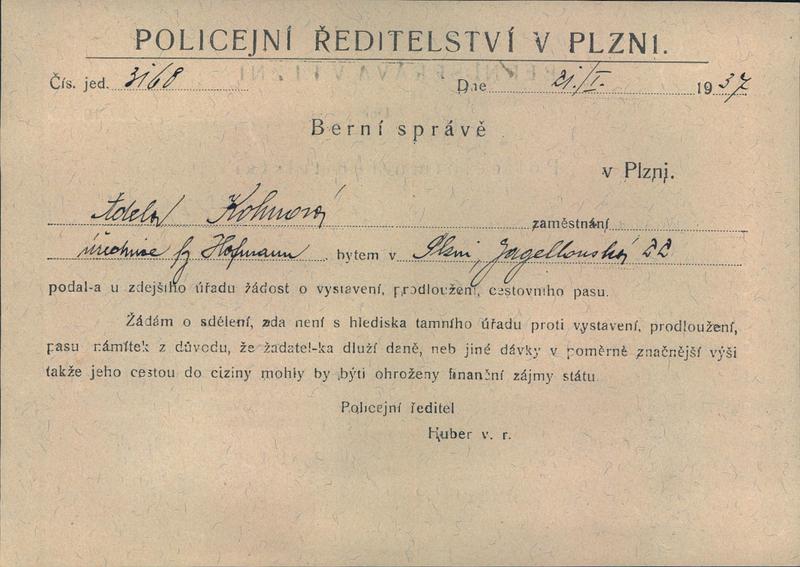 POLICEJNÍ ŘEDITELSTVÍ V PLZNI.
Čís. jed. 3168 Dne 21./I. 1937
Berní správě
v Plzni.
Adela Kohnová zaměstnání
úřednice fy Hofmann bytem v Plzni, Jagellonská 22
podal-a u zdejšího úřadu žádost o vystavení, prodloužení, cestovního pasu.
Žádám o sdělení, zda není s hlediska tamního úřadu proti vystavení, prodloužení,
pasu námitek z důvodu, že žadatel-ka dluží daně, neb jiné dávky v poměrně značnější výši
takže jeho cestou do ciziny mohly by býti ohroženy finanční zájmy státu
Policejní ředitel
Huber v. r.